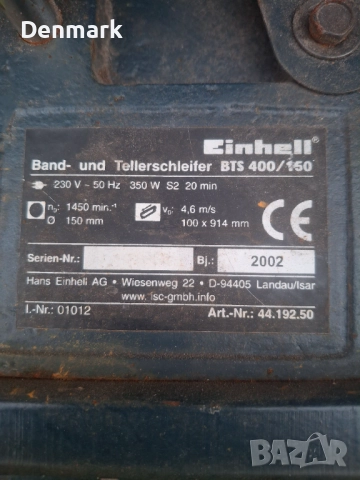 Denmark
Einhell®
Band- und Tellerschleifer BTS 400/150
230 V ~ 50 Hz 350 W S2 20 min
n₀: 1450 min.⁻¹
Ø 150 mm
v₀: 4,6 m/s
100 x 914 mm
CE
Serien-Nr.:
Bj.: 2002
Hans Einhell AG • Wiesenweg 22 • D-94405 Landau/Isar
www.isc-gmbh.info
I.-Nr.: 01012
Art.-Nr.: 44.192.50
BAZAR